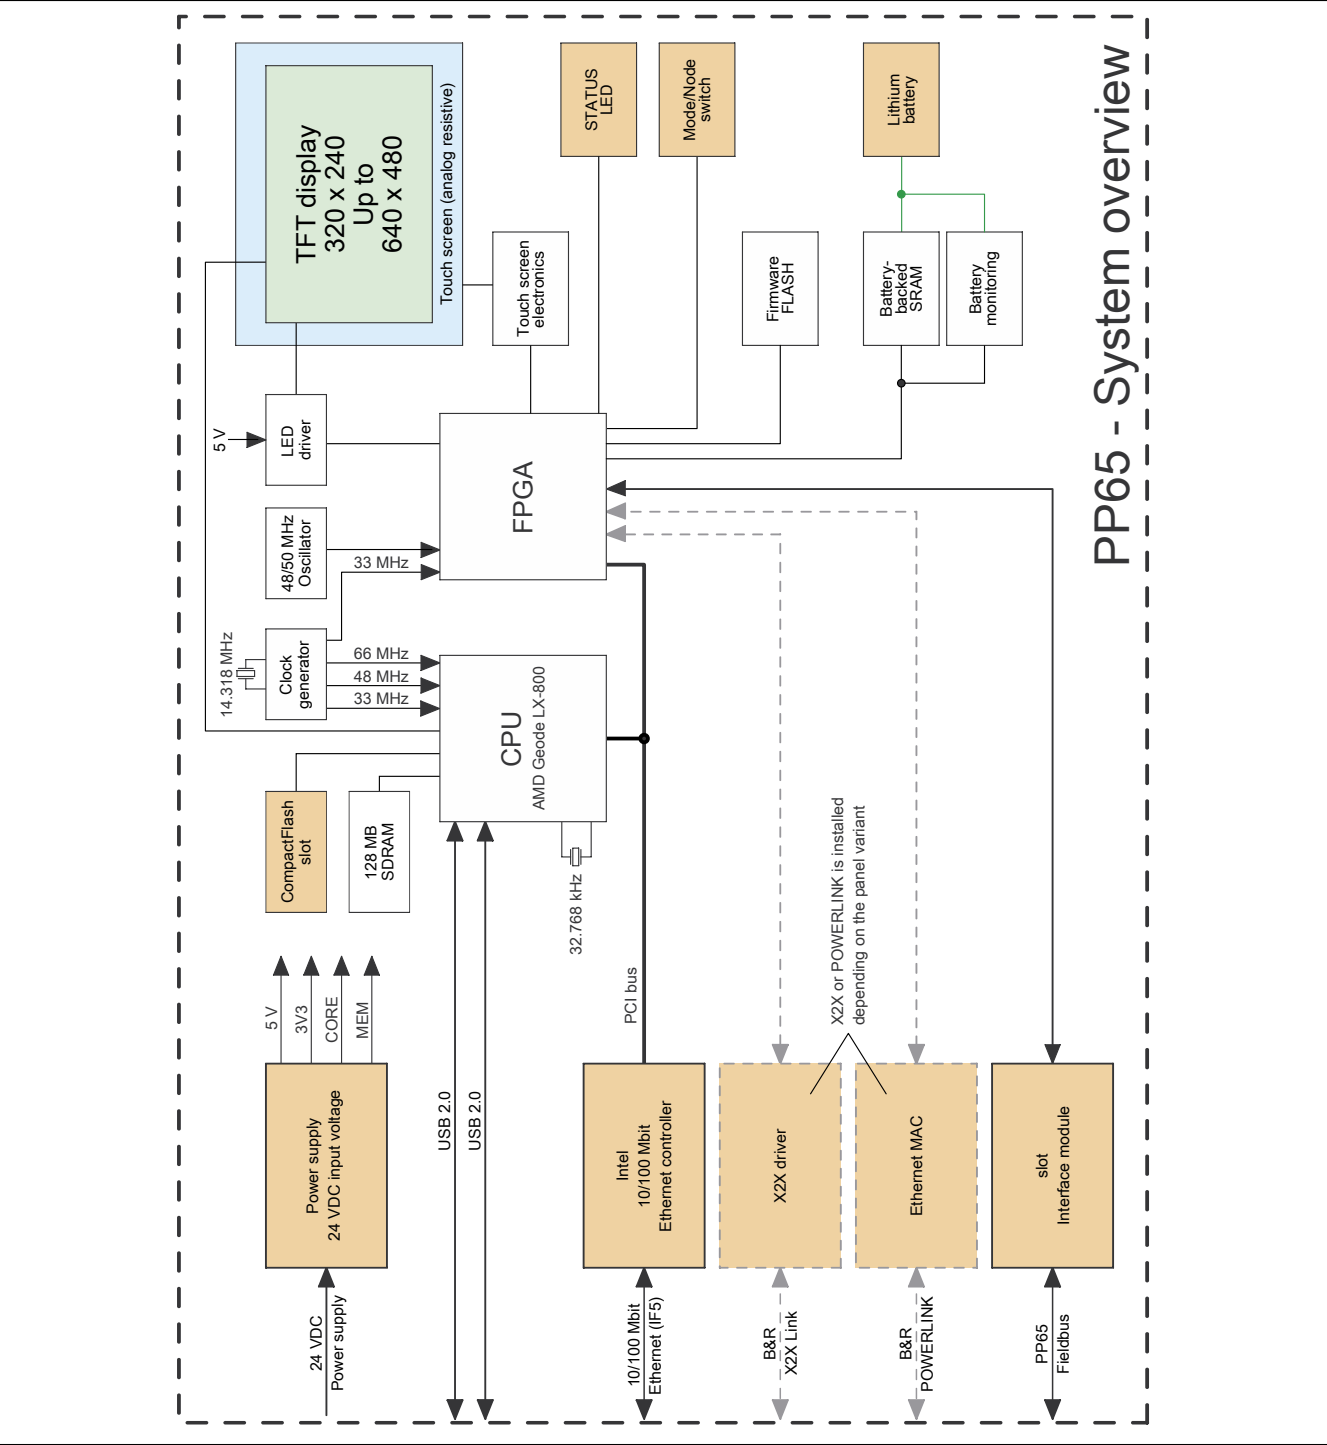 PP65 - System overview
TFT display
320 x 240
Up to
640 x 480
Touch screen (analog resistive)
STATUS
LED
Mode/Node
switch
Lithium
battery
Touch screen
electronics
Firmware
FLASH
Battery-
backed
SRAM
Battery
monitoring
5 V
LED
driver
FPGA
48/50 MHz
Oscillator
33 MHz
14.318 MHz
Clock
generator
66 MHz
48 MHz
33 MHz
CPU
AMD Geode LX-800
CompactFlash
slot
128 MB
SDRAM
32.768 kHz
X2X or POWERLINK is installed
depending on the panel variant
PCI bus
5 V
3V3
CORE
MEM
USB 2.0
USB 2.0
Power supply
24 VDC input voltage
Intel
10/100 Mbit
Ethernet controller
X2X driver
Ethernet MAC
slot
Interface module
24 VDC
Power supply
10/100 Mbit
Ethernet (IF5)
B&R
X2X Link
B&R
POWERLINK
PP65
Fieldbus